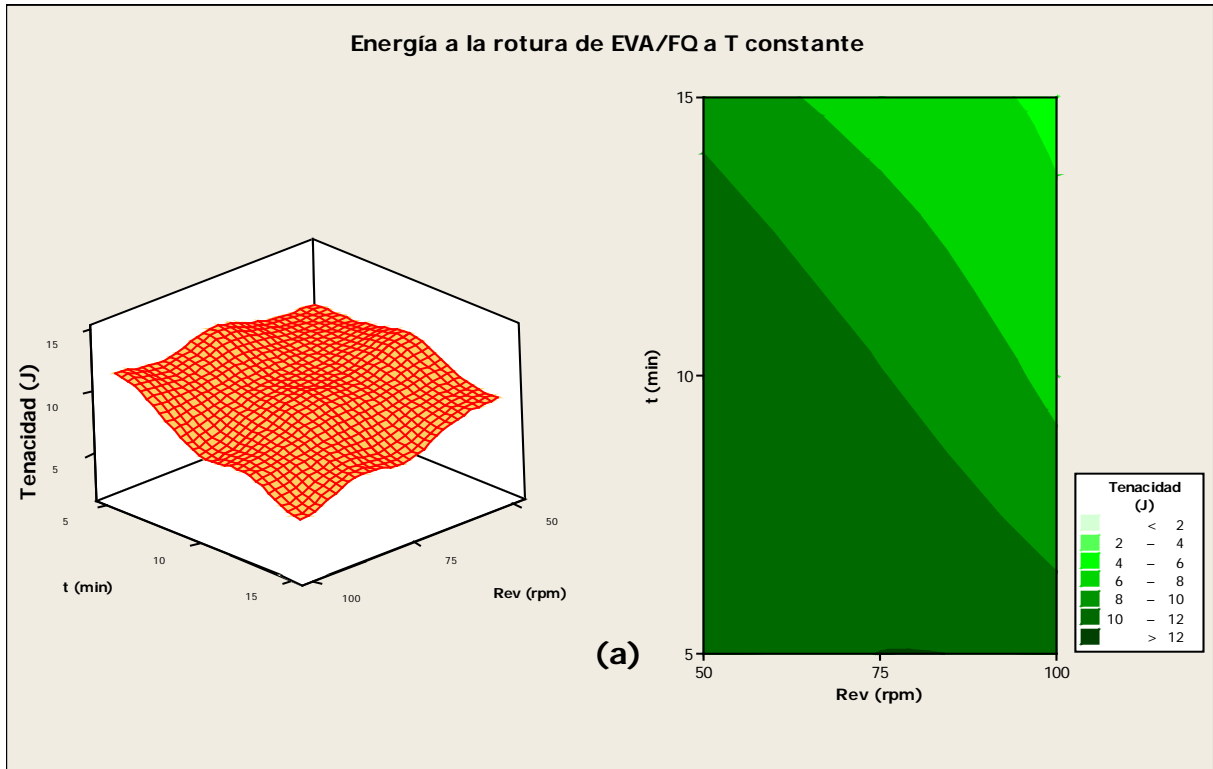 Energía a la rotura de EVA/FQ a T constante
Tenacidad (J)
15
10
5
5
10
15
t (min)
50
75
100
Rev (rpm)
(a)
t (min)
15
10
5
50
75
100
Rev (rpm)
Tenacidad
(J)
< 2
2 – 4
4 – 6
6 – 8
8 – 10
10 – 12
> 12